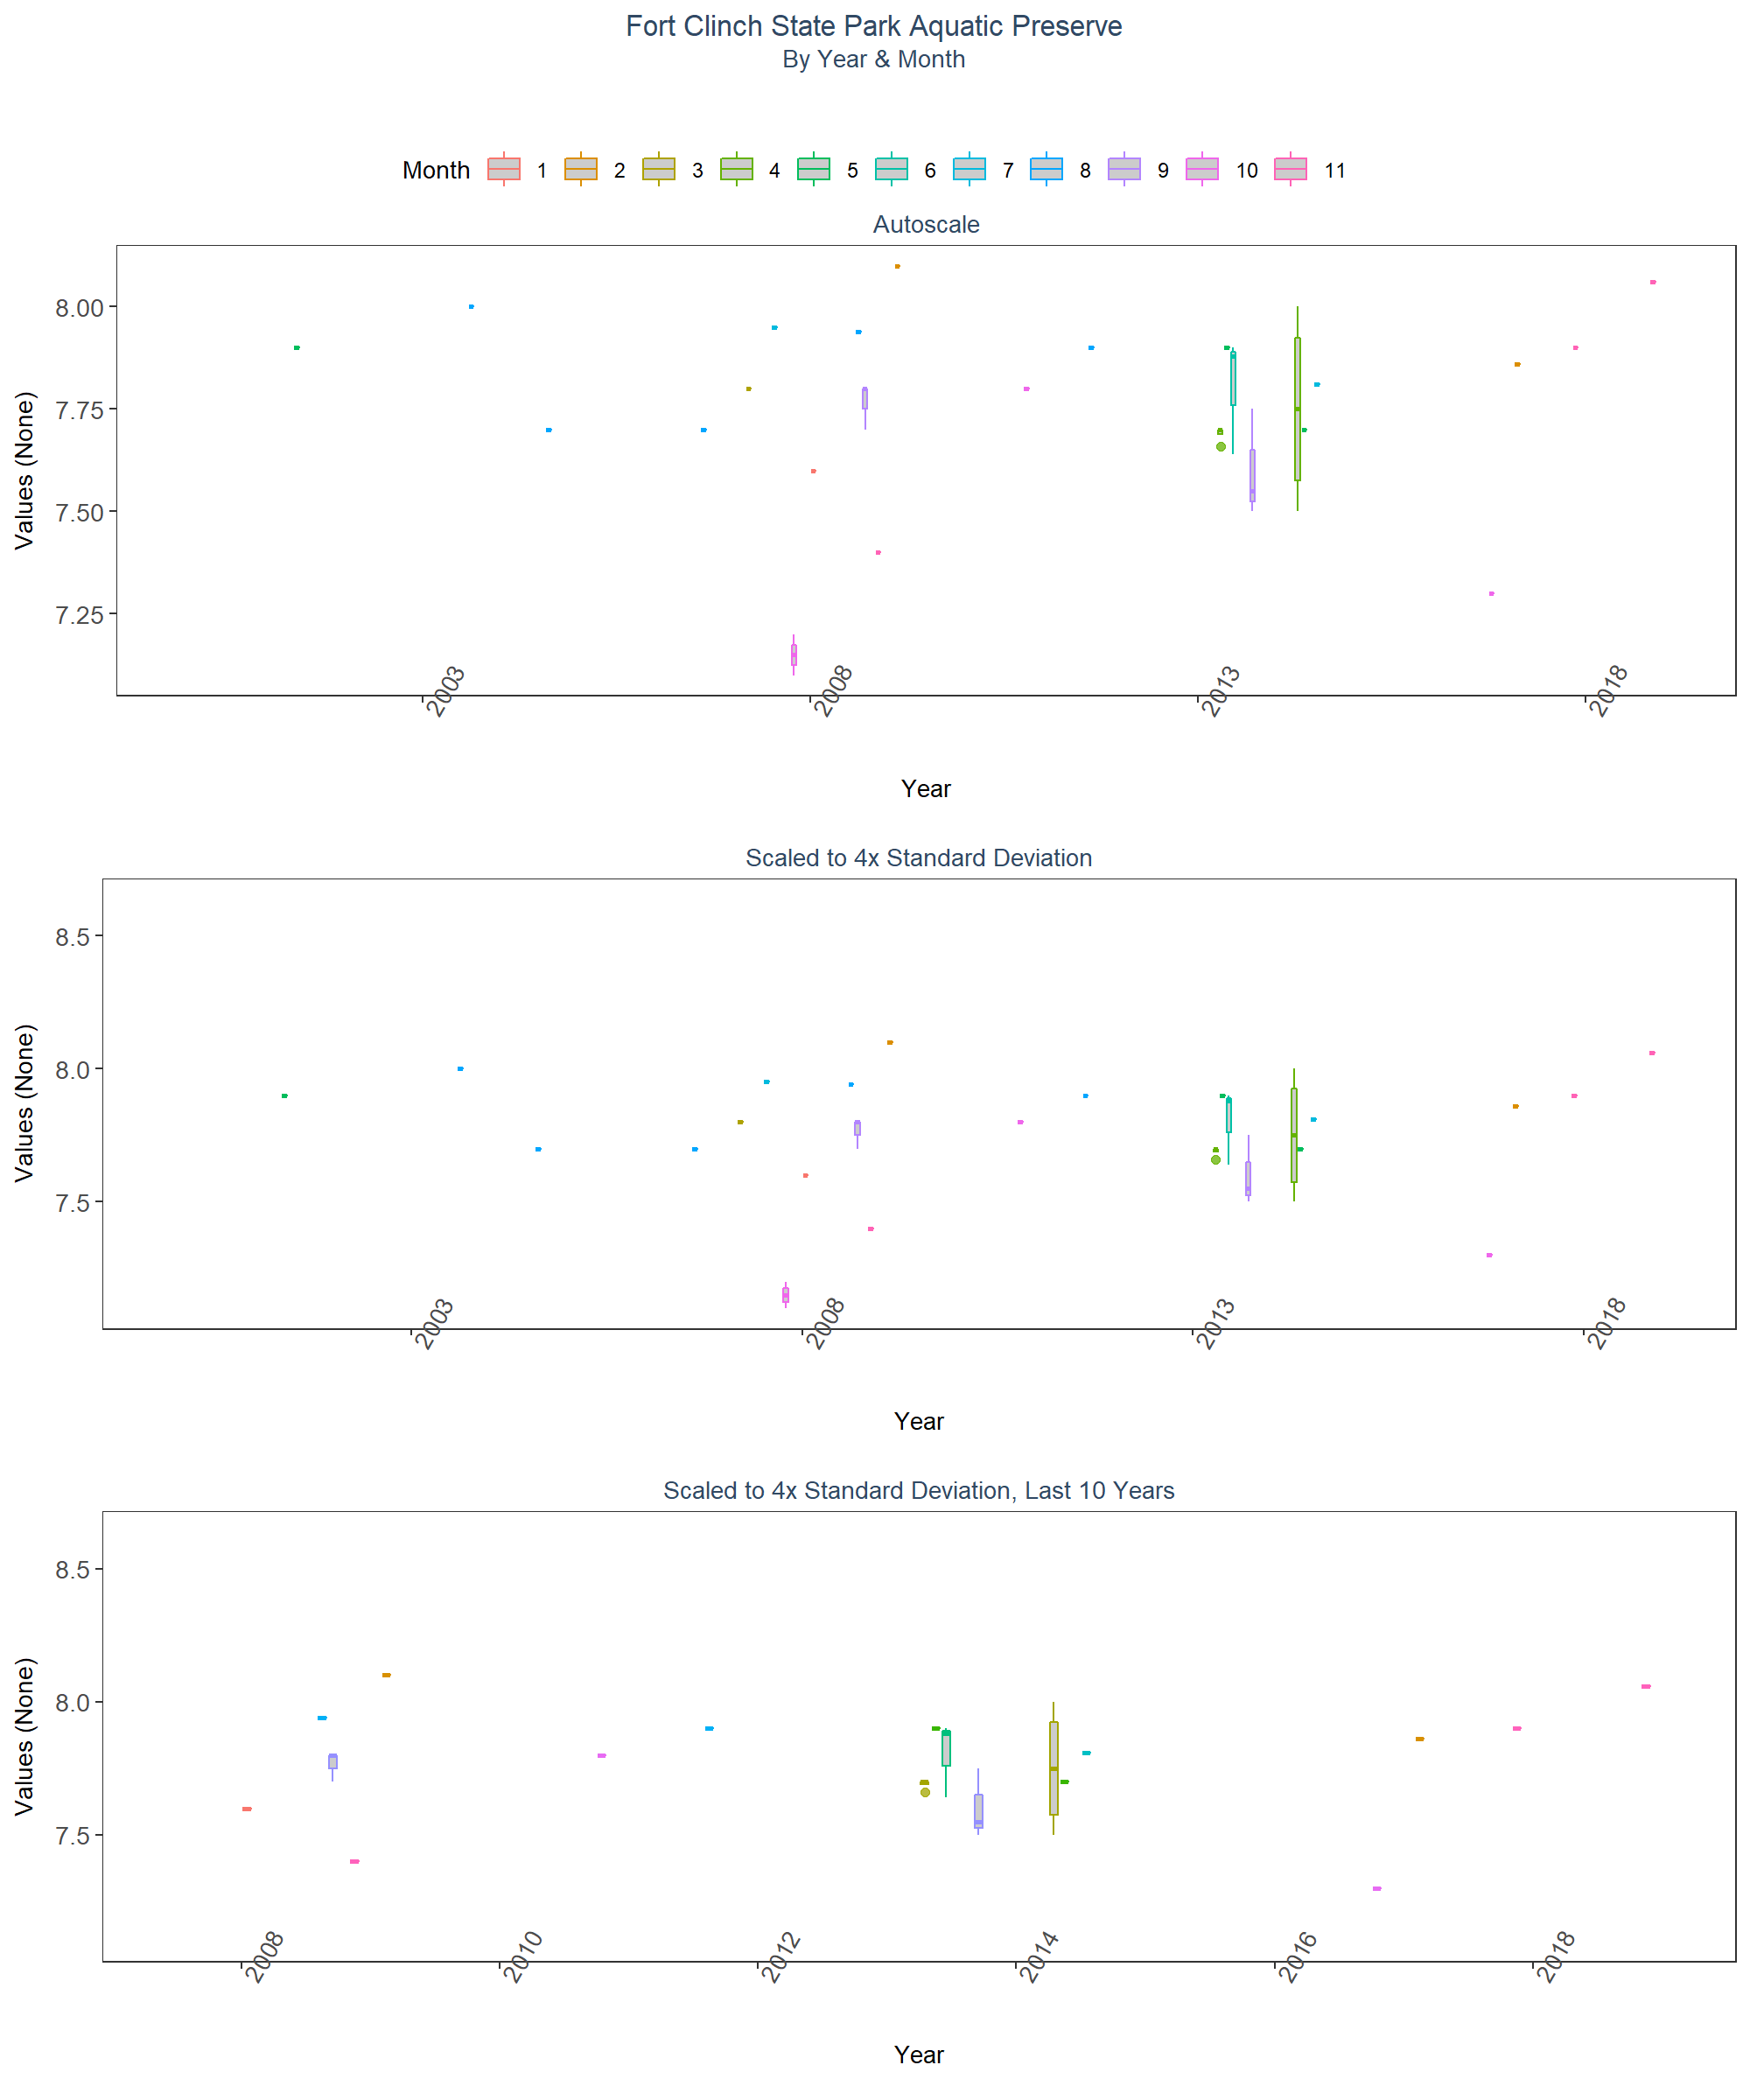 Fort Clinch State Park Aquatic Preserve
By Year & Month
Month 1 2 3 4 5 6 7 8 9 10 11
Autoscale
Values (None)
8.00
7.75
7.50
7.25
2003 2008 2013 2018
Year
Scaled to 4x Standard Deviation
Values (None)
8.5
8.0
7.5
2003 2008 2013 2018
Year
Scaled to 4x Standard Deviation, Last 10 Years
Values (None)
8.5
8.0
7.5
2008 2010 2012 2014 2016 2018
Year